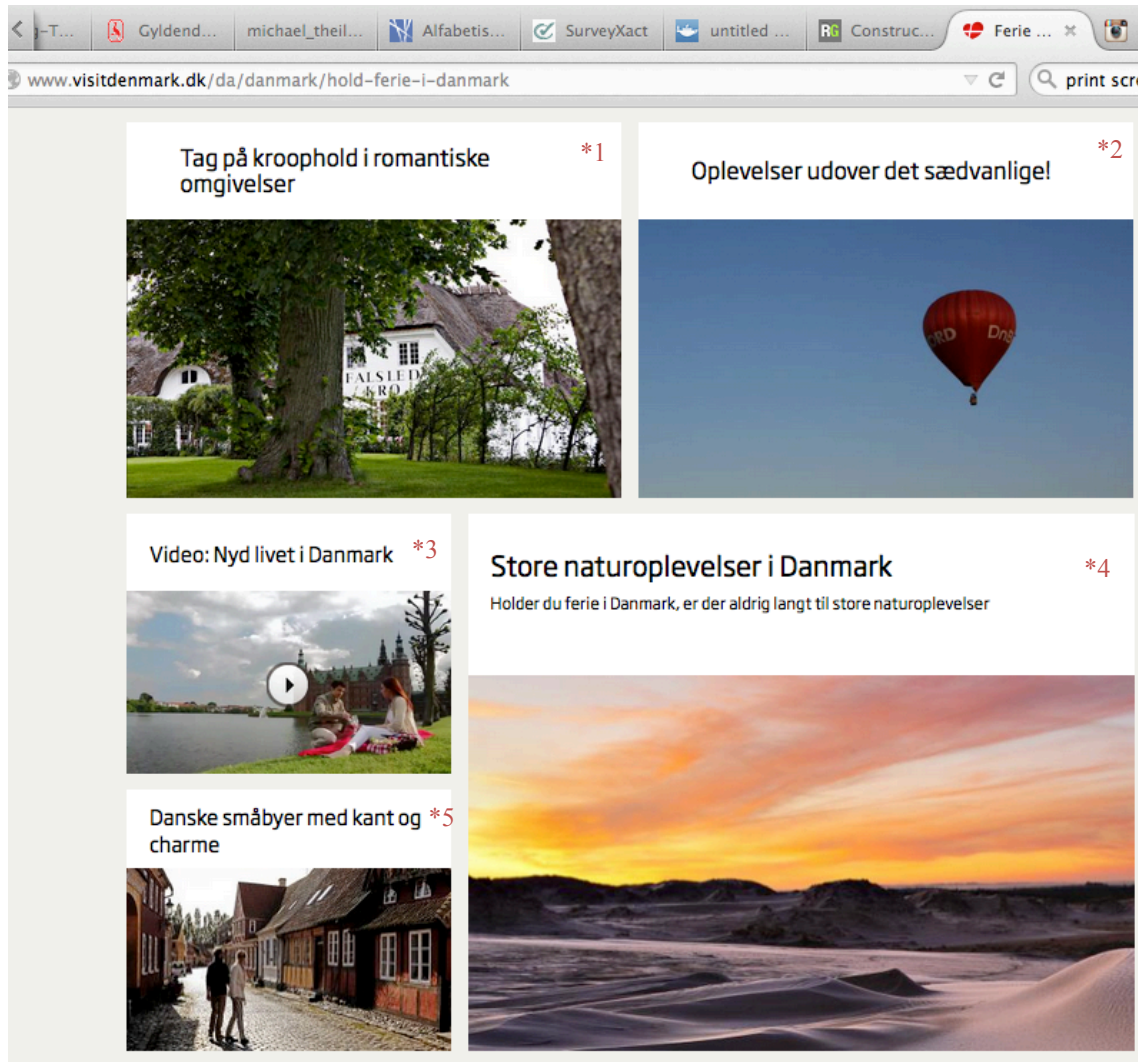 -T...
Gyldend...
michael_theil...
Alfabetis...
SurveyXact
untitled ...
RG Construc...
Ferie ...
www.visitdenmark.dk/da/danmark/hold-ferie-i-danmark
print scre
Tag på kroophold i romantiske
omgivelser
*1
Oplevelser udover det sædvanlige!
*2
FALSLED
KRO
ORD DnB
Video: Nyd livet i Danmark *3
Store naturoplevelser i Danmark
*4
Holder du ferie i Danmark, er der aldrig langt til store naturoplevelser
Danske småbyer med kant og *5
charme